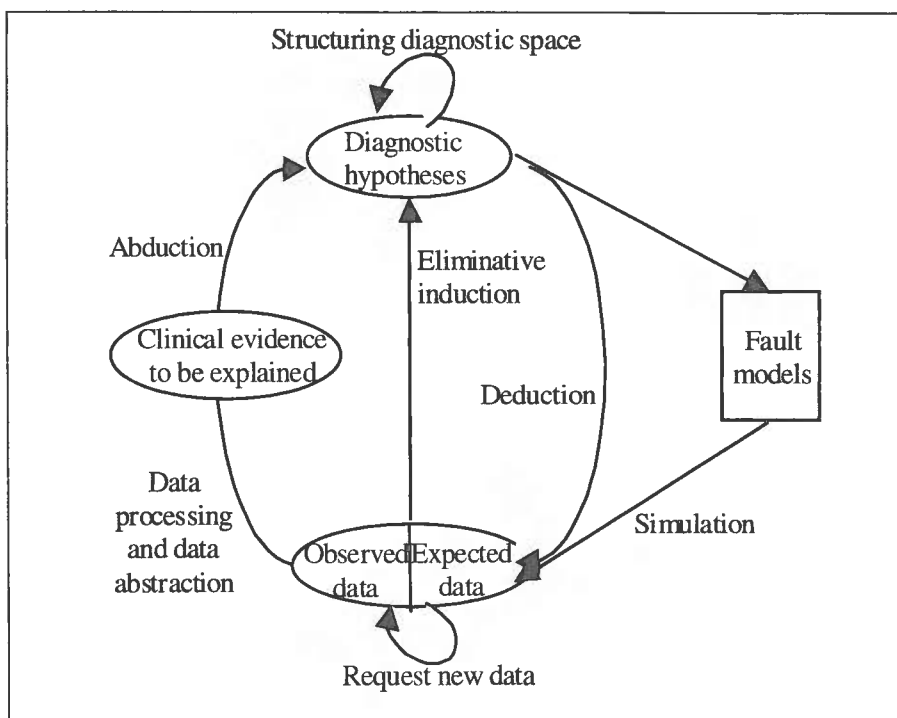 Structuring diagnostic space
Diagnostic
hypotheses
Abduction
Eliminative
induction
Clinical evidence
to be explained
Fault
models
Deduction
Data
processing
and data
abstraction
Simulation
Observed Expected
data data
Request new data